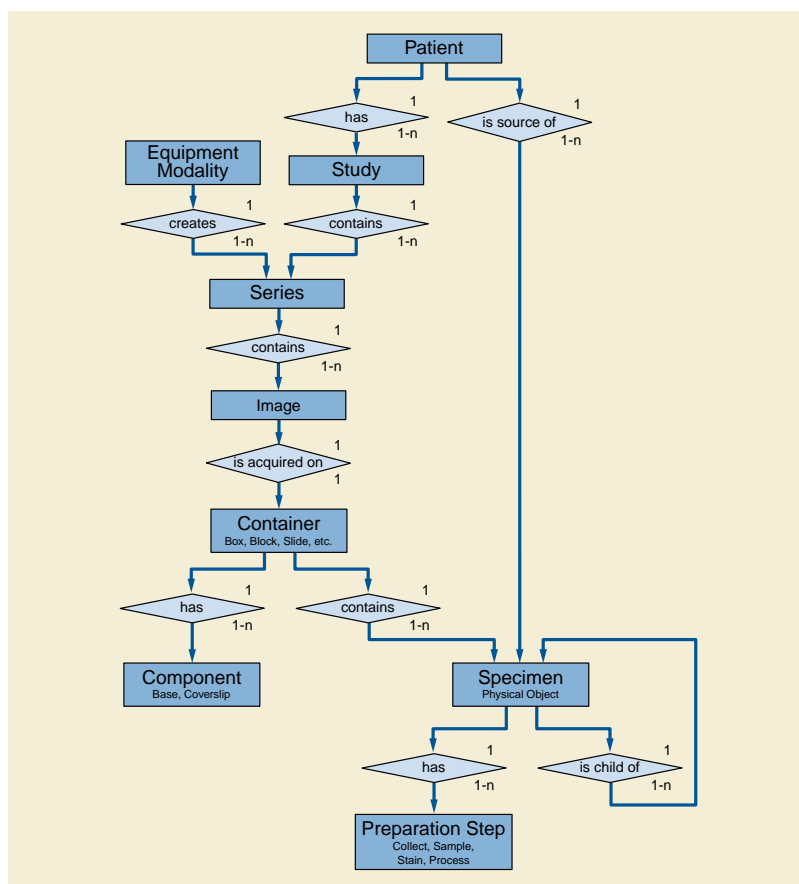 Patient
1
has
1-n
1
is source of
1-n
Equipment
Modality
Study
1
creates
1-n
1
contains
1-n
Series
1
contains
1-n
Image
1
is acquired on
1
Container
Box, Block, Slide, etc.
1
has
1-n
1
contains
1-n
Component
Base, Coverslip
Specimen
Physical Object
1
has
1-n
1
is child of
1-n
Preparation Step
Collect, Sample,
Stain, Process